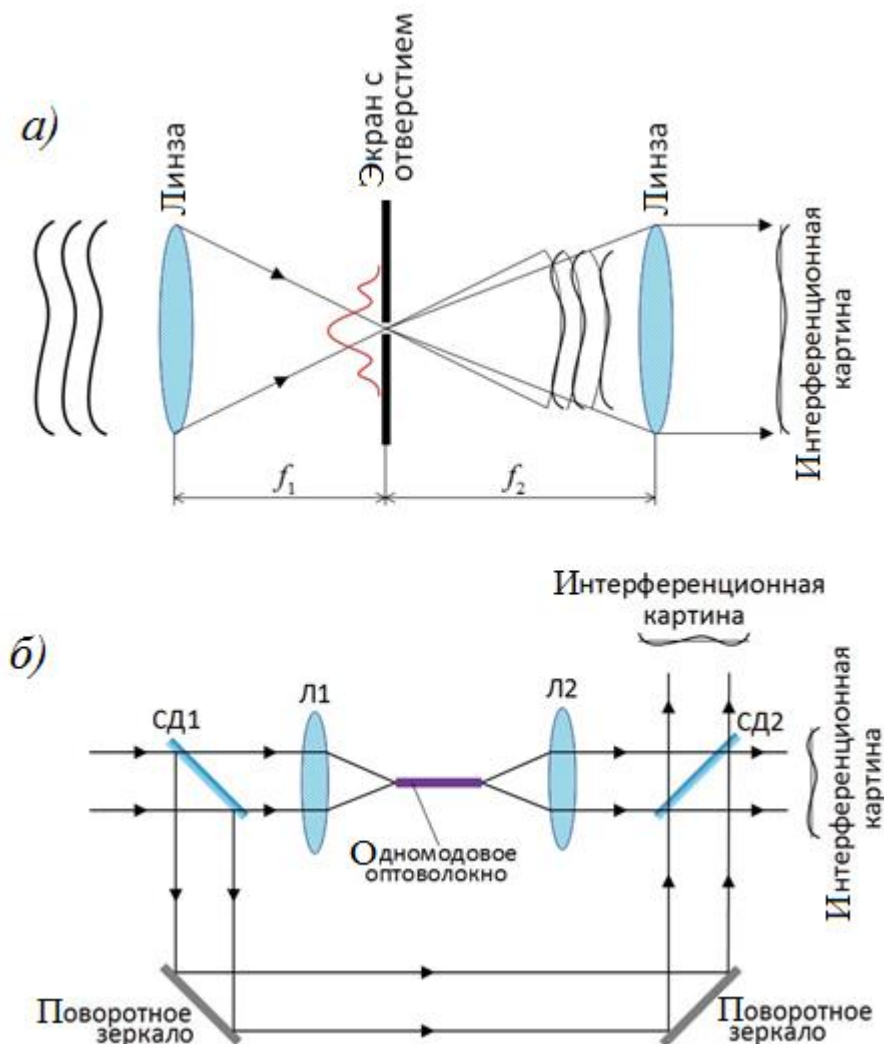 а)
Линза
Экран с
отверстием
Линза
Интерференционная
картина
f₁
f₂
б)
Интерференционная
картина
СД1
Л1
Л2
СД2
Одномодовое
оптоволокно
Интерференционная
картина
Поворотное
зеркало
Поворотное
зеркало